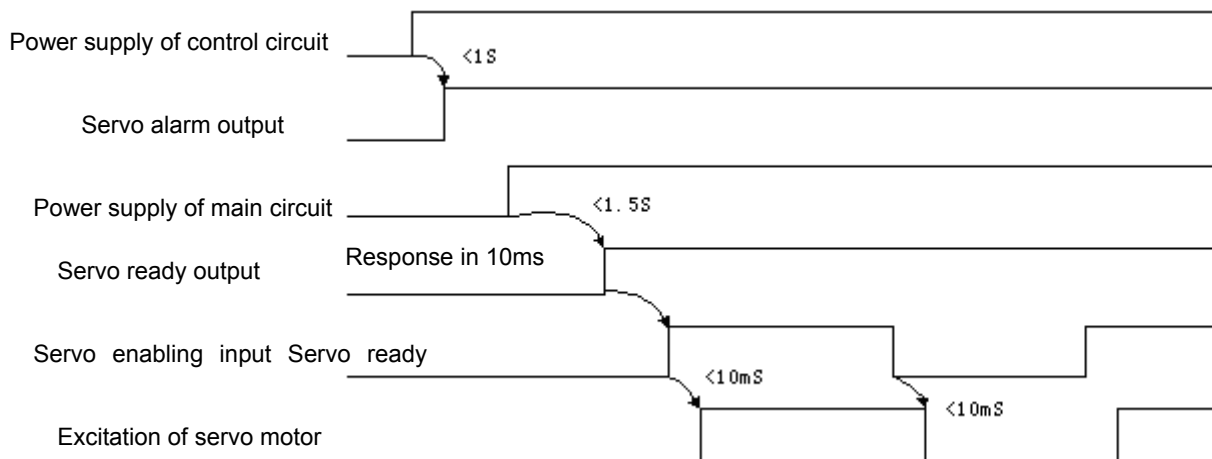 Power supply of control circuit
<1S
Servo alarm output
Power supply of main circuit
<1.5S
Response in 10ms
Servo ready output
Servo enabling input Servo ready
<10mS
<10mS
Excitation of servo motor